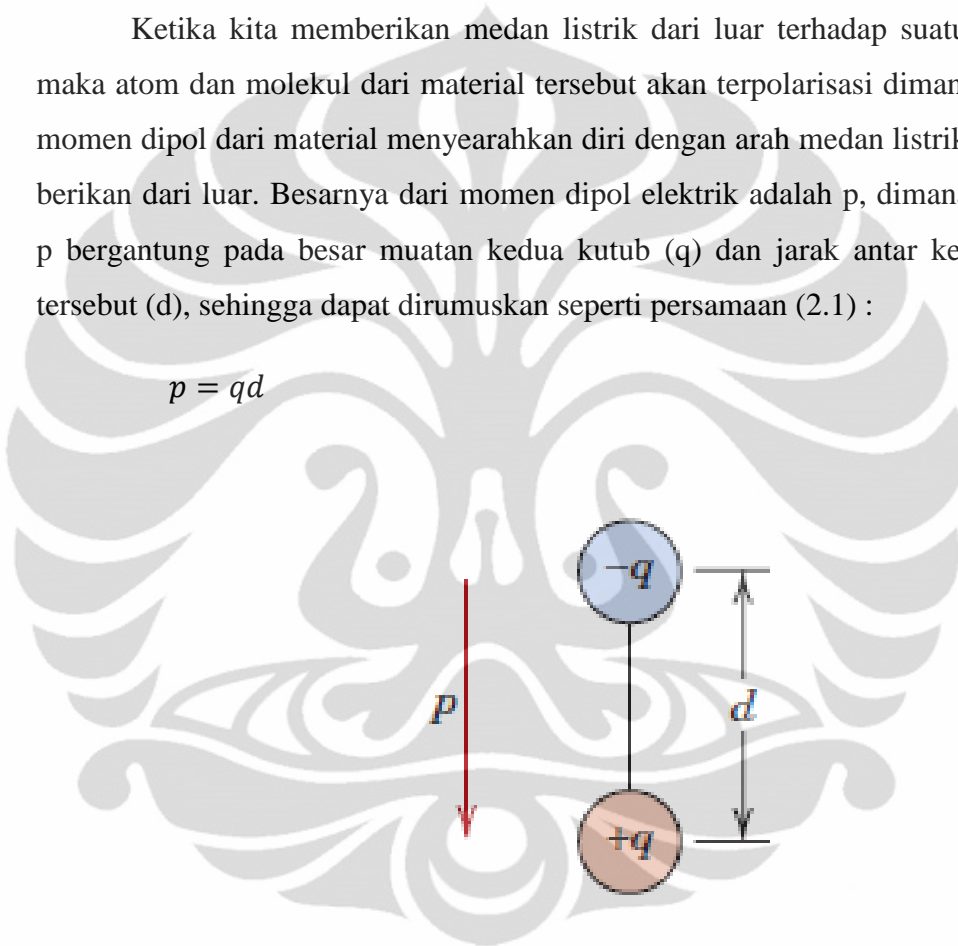 Ketika kita memberikan medan listrik dari luar terhadap suatu
maka atom dan molekul dari material tersebut akan terpolarisasi diman
momen dipol dari material menyearahkan diri dengan arah medan listrik
berikan dari luar. Besarnya dari momen dipol elektrik adalah p, dimana
p bergantung pada besar muatan kedua kutub (q) dan jarak antar ke
tersebut (d), sehingga dapat dirumuskan seperti persamaan (2.1) :
p = qd
−q
p
d
+q